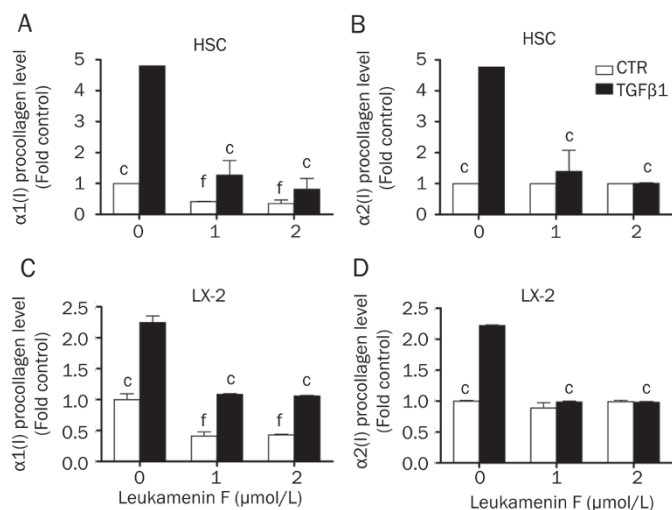 A
HSC
α1(I) procollagen level
(Fold control)
5
4
3
2
1
0
c
f
c
f
c
0
1
2
B
HSC
CTR
TGFβ1
α2(I) procollagen level
(Fold control)
5
4
3
2
1
0
c
c
c
0
1
2
C
LX-2
α1(I) procollagen level
(Fold control)
2.5
2.0
1.5
1.0
0.5
0.0
c
f
c
f
c
0
1
2
Leukamenin F (μmol/L)
D
LX-2
α2(I) procollagen level
(Fold control)
2.5
2.0
1.5
1.0
0.5
0.0
c
c
c
0
1
2
Leukamenin F (μmol/L)